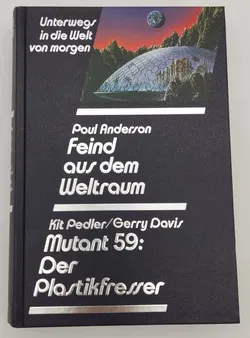 Unterwegs
in die Welt
von morgen
Poul Anderson
Feind
aus dem
Weltraum
Kit Pedler/Gerry Davis
Mutant 59:
Der
Plastikfresser